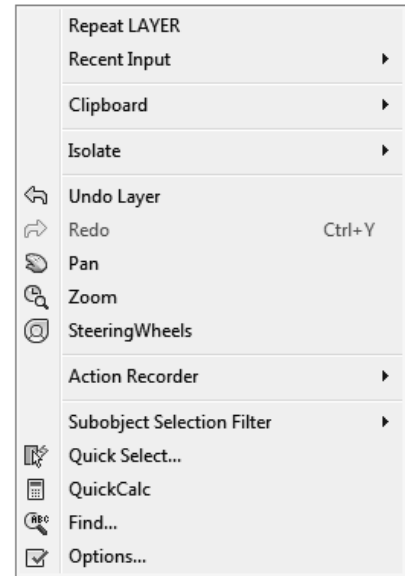 Repeat LAYER
Recent Input
Clipboard
Isolate
Undo Layer
Redo Ctrl+Y
Pan
Zoom
SteeringWheels
Action Recorder
Subobject Selection Filter
Quick Select...
QuickCalc
ABC Find...
Options...